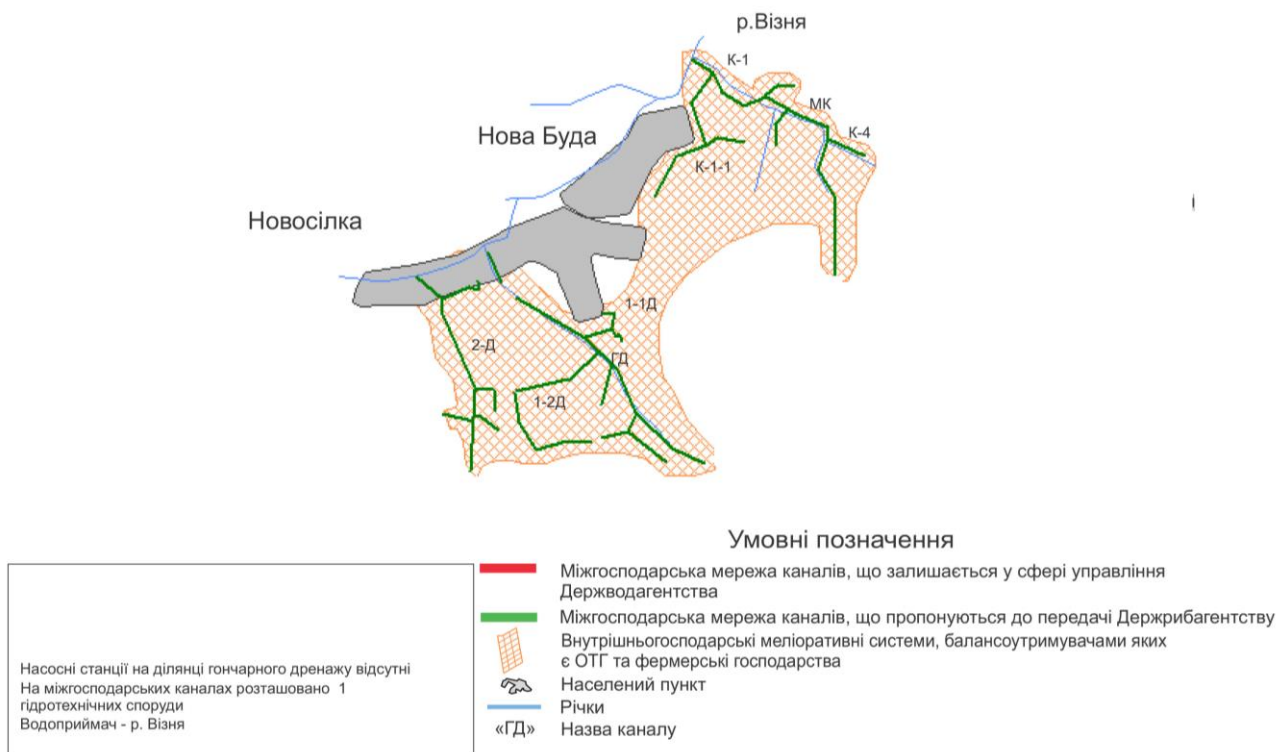 р.Візня
К-1
МК
К-4
Нова Буда
К-1-1
Новосілка
1-1Д
2-Д
ГД
1-2Д
Умовні позначення
Міжгосподарська мережа каналів, що залишається у сфері управління
Держводагентства
Міжгосподарська мережа каналів, що пропонуються до передачі Держрибагентству
Внутрішньогосподарські меліоративні системи, балансоутримувачами яких
є ОТГ та фермерські господарства
Населений пункт
Річки
«ГД» Назва каналу
Насосні станції на ділянці гончарного дренажу відсутні
На міжгосподарських каналах розташовано 1
гідротехнічних споруди
Водоприймач - р. Візня